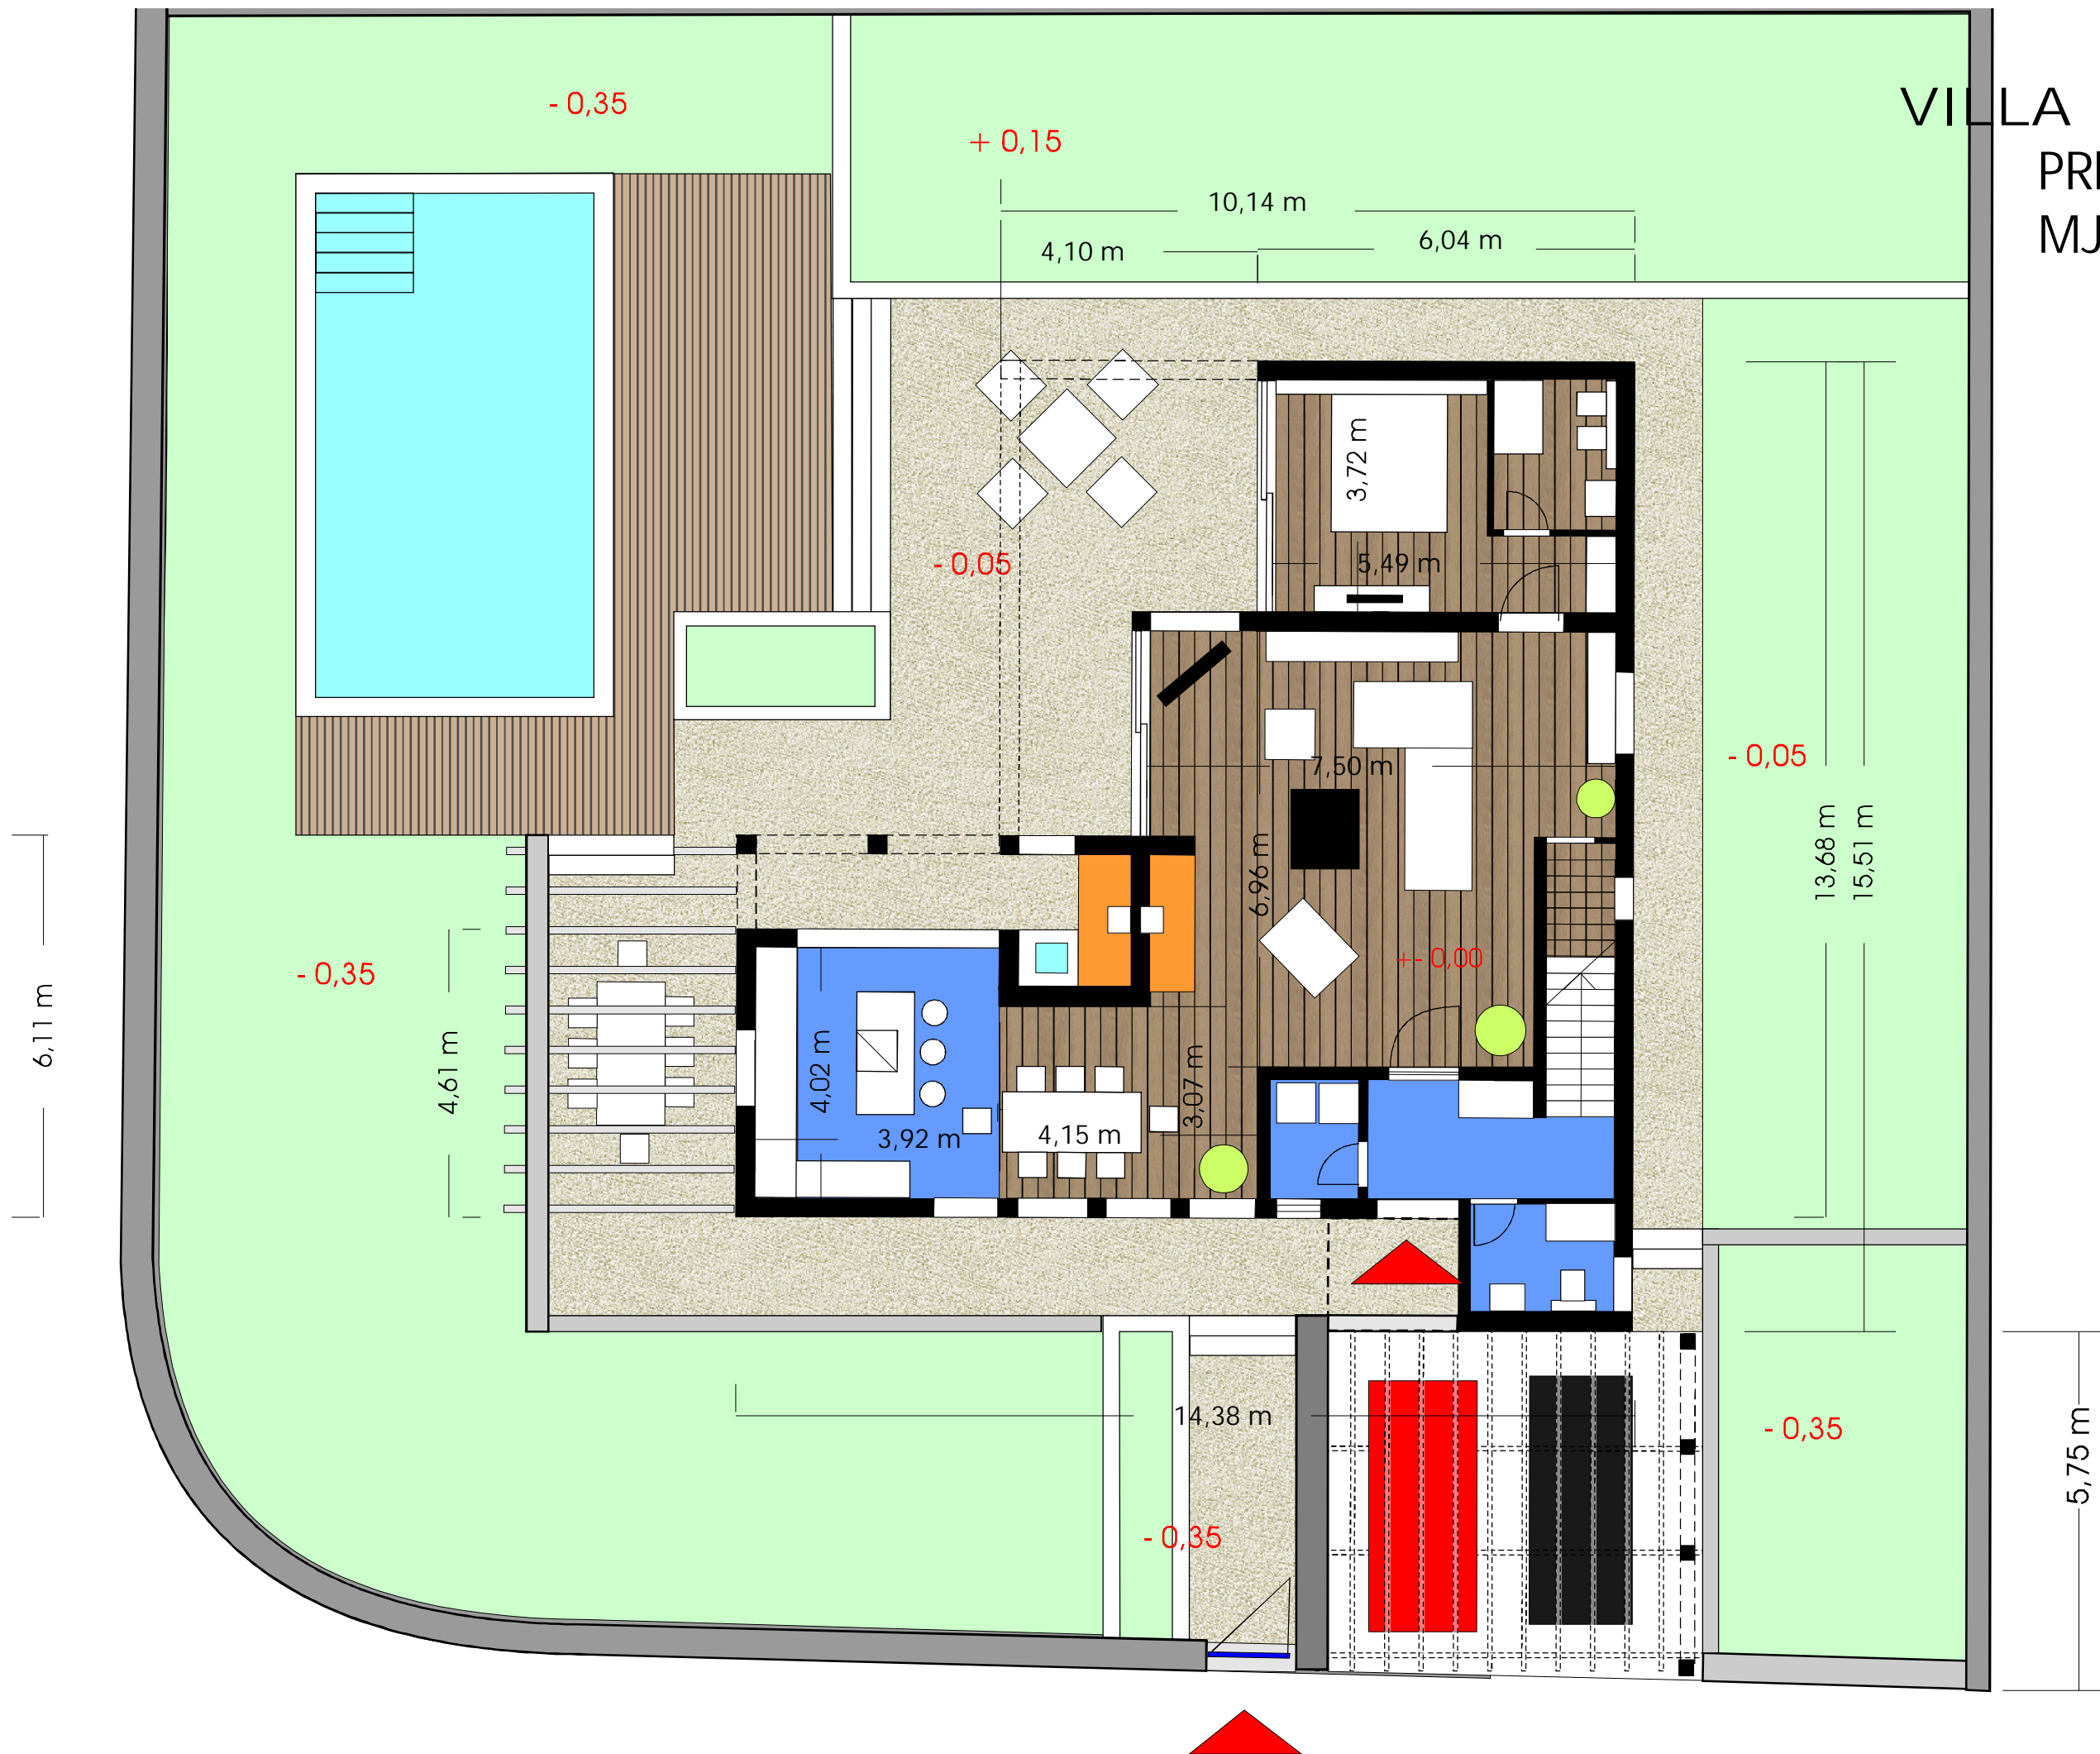 VILLA
PRI
MJ
- 0,35
+ 0,15
10,14 m
4,10 m
6,04 m
3,72 m
- 0,05
5,49 m
- 0,05
7,50 m
13,68 m
15,51 m
6,96 m
- 0,35
+- 0,00
6,11 m
4,61 m
4,02 m
3,07 m
3,92 m
4,15 m
14,38 m
- 0,35
5,75 m
- 0,35